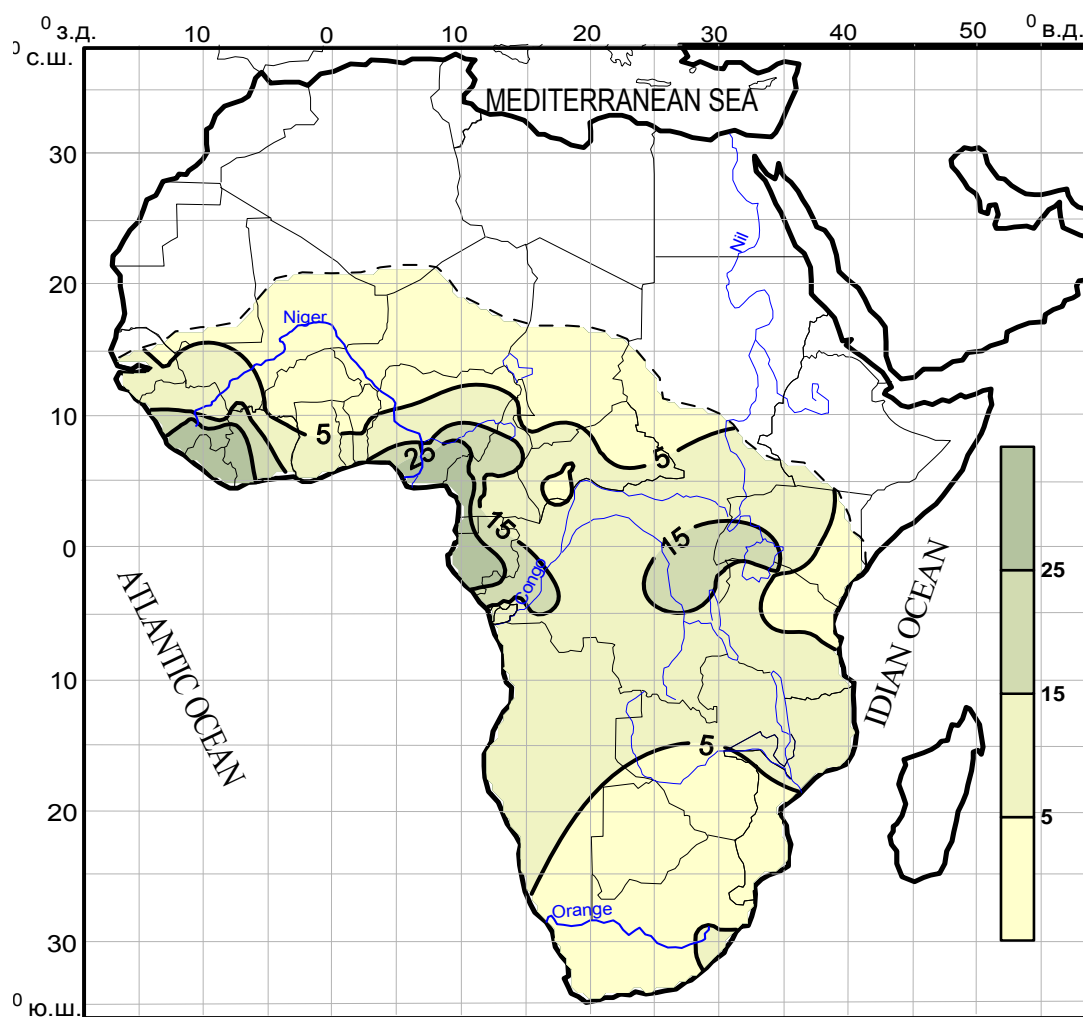 0 з.д. 10 0 10 20 30 40 50 0 в.д.
0
с.ш.
MEDITERRANEAN SEA
30
Nil
20
Niger
10
5
25
5
15
15
0
Congo
25
ATLANTIC OCEAN
IDIAN OCEAN
15
10
5
5
20
Orange
30
0
ю.ш.